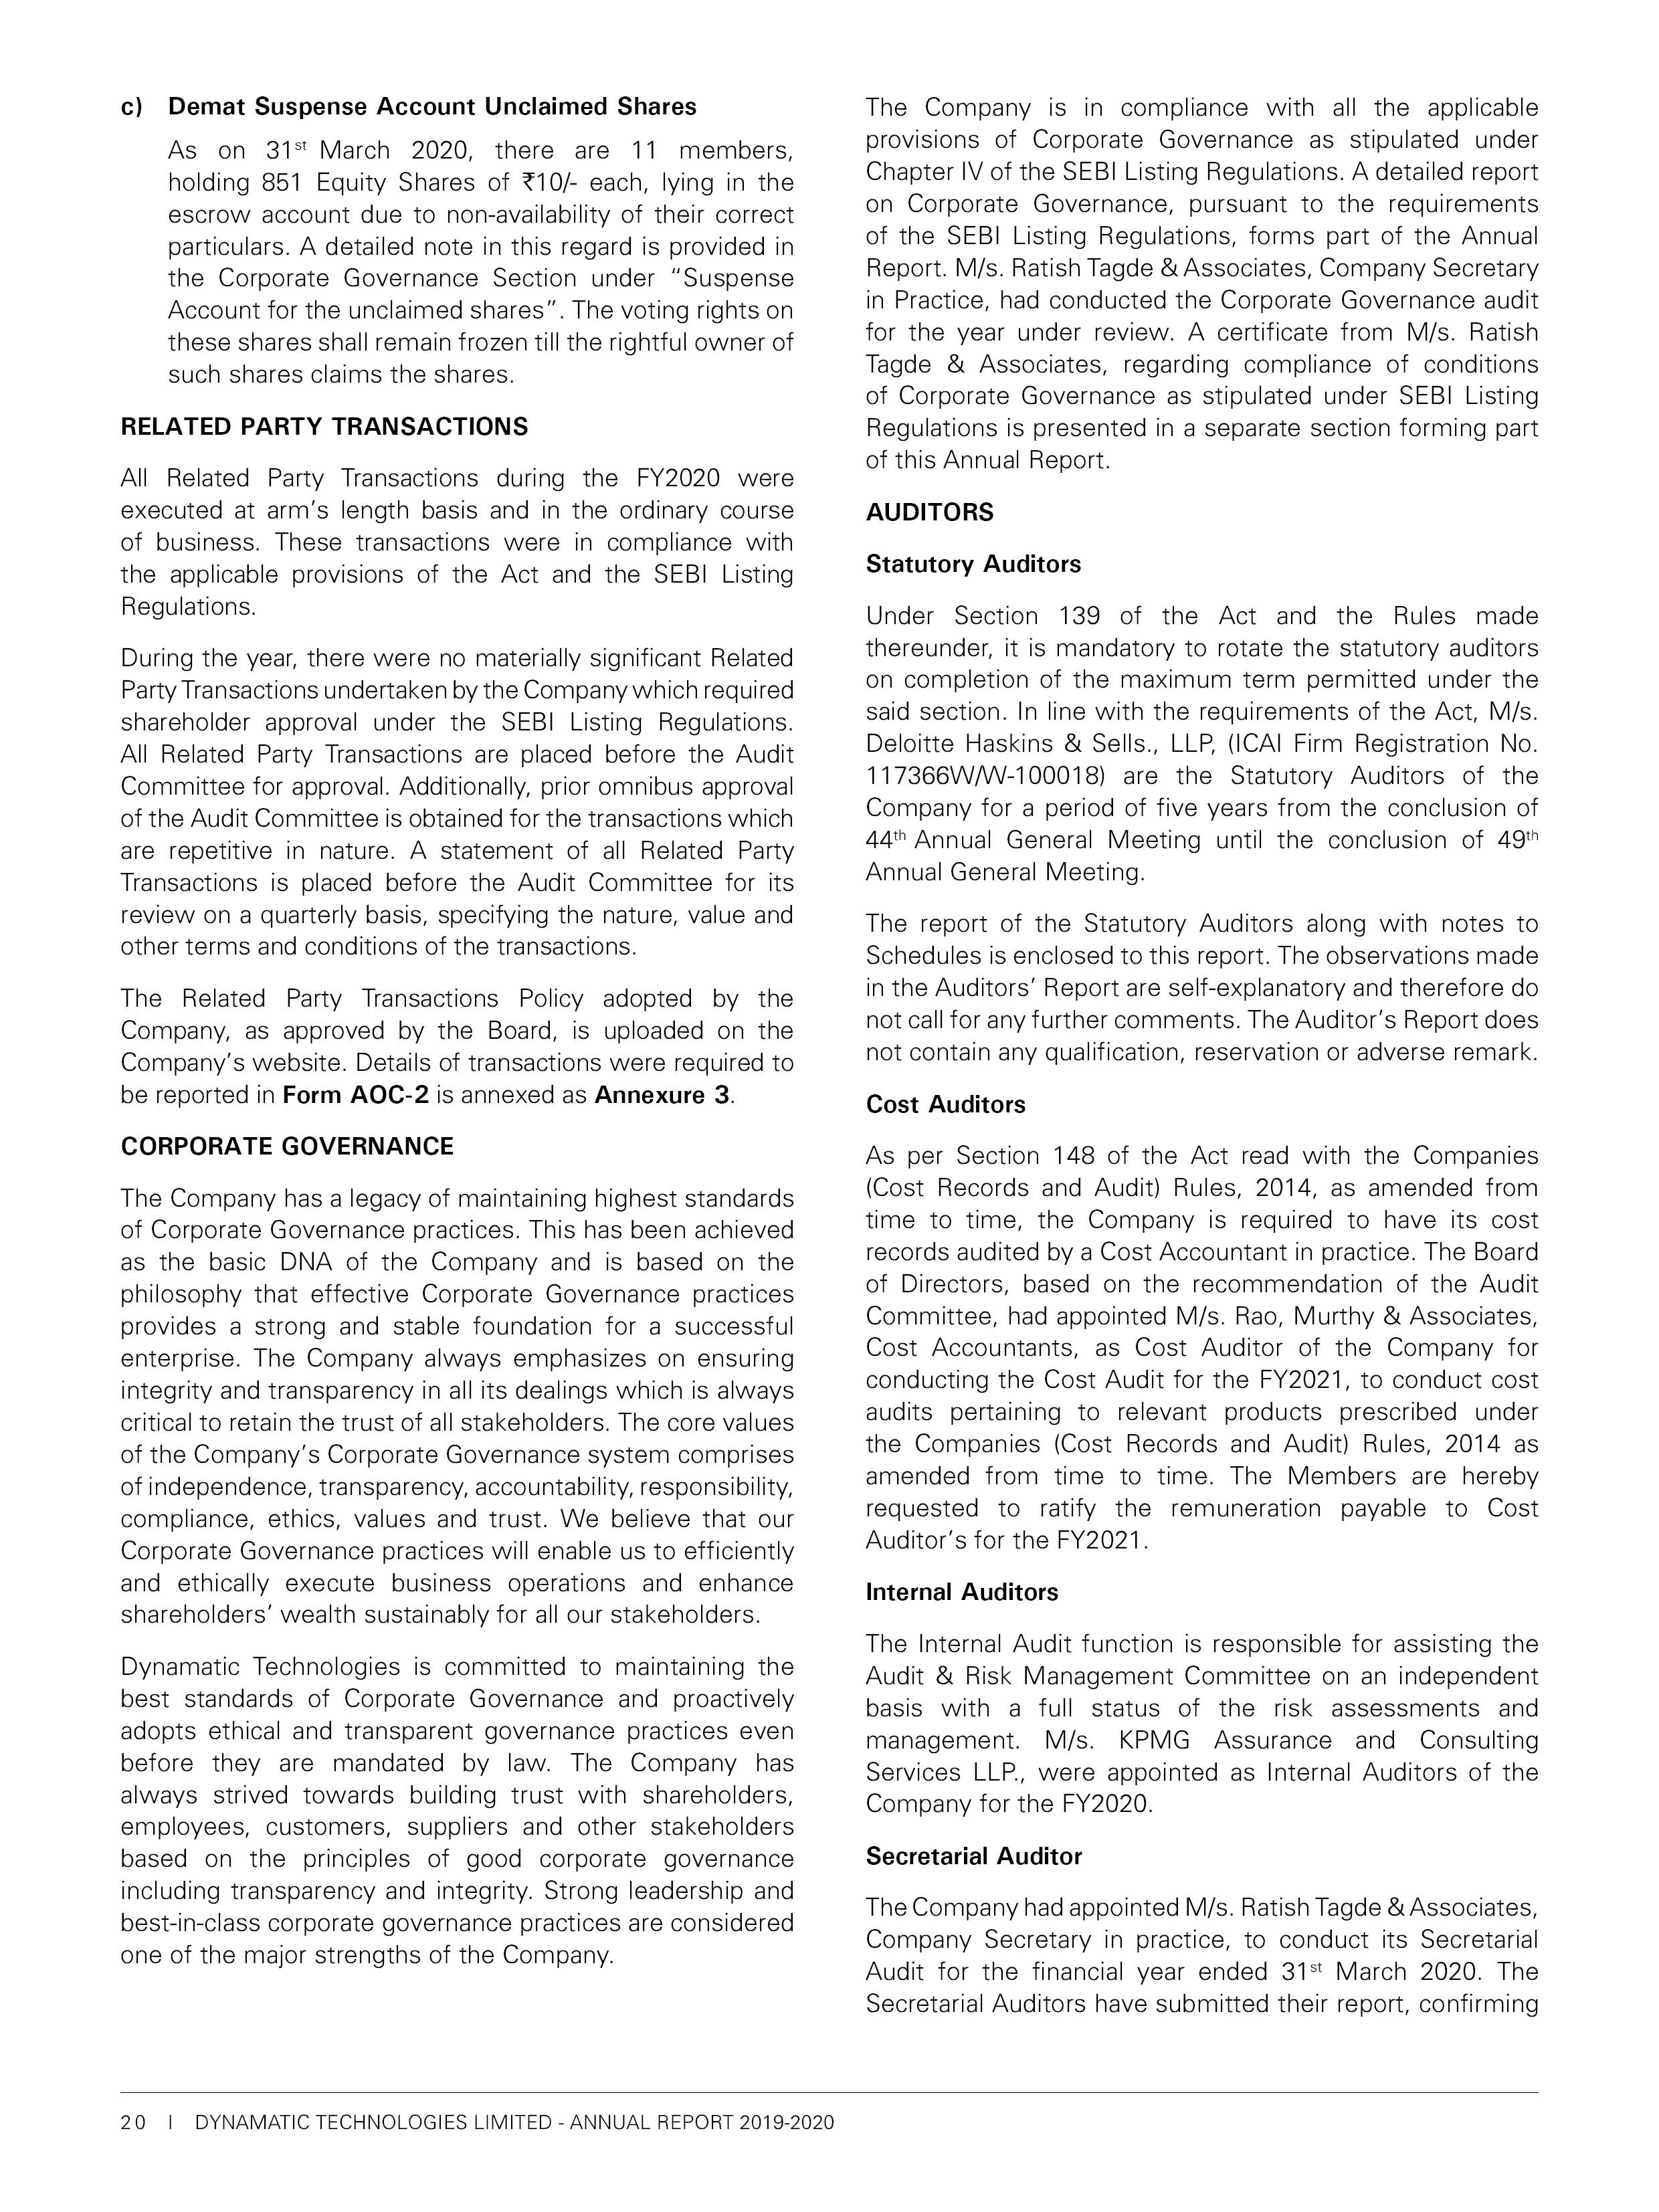 c) Demat Suspense Account Unclaimed Shares
As on 31st March 2020, there are 11 members,
holding 851 Equity Shares of ₹10/- each, lying in the
escrow account due to non-availability of their correct
particulars. A detailed note in this regard is provided in
the Corporate Governance Section under “Suspense
Account for the unclaimed shares”. The voting rights on
these shares shall remain frozen till the rightful owner of
such shares claims the shares.
RELATED PARTY TRANSACTIONS
All Related Party Transactions during the FY2020 were
executed at arm’s length basis and in the ordinary course
of business. These transactions were in compliance with
the applicable provisions of the Act and the SEBI Listing
Regulations.
During the year, there were no materially significant Related
Party Transactions undertaken by the Company which required
shareholder approval under the SEBI Listing Regulations.
All Related Party Transactions are placed before the Audit
Committee for approval. Additionally, prior omnibus approval
of the Audit Committee is obtained for the transactions which
are repetitive in nature. A statement of all Related Party
Transactions is placed before the Audit Committee for its
review on a quarterly basis, specifying the nature, value and
other terms and conditions of the transactions.
The Related Party Transactions Policy adopted by the
Company, as approved by the Board, is uploaded on the
Company’s website. Details of transactions were required to
be reported in Form AOC-2 is annexed as Annexure 3.
CORPORATE GOVERNANCE
The Company has a legacy of maintaining highest standards
of Corporate Governance practices. This has been achieved
as the basic DNA of the Company and is based on the
philosophy that effective Corporate Governance practices
provides a strong and stable foundation for a successful
enterprise. The Company always emphasizes on ensuring
integrity and transparency in all its dealings which is always
critical to retain the trust of all stakeholders. The core values
of the Company’s Corporate Governance system comprises
of independence, transparency, accountability, responsibility,
compliance, ethics, values and trust. We believe that our
Corporate Governance practices will enable us to efficiently
and ethically execute business operations and enhance
shareholders’ wealth sustainably for all our stakeholders.
Dynamatic Technologies is committed to maintaining the
best standards of Corporate Governance and proactively
adopts ethical and transparent governance practices even
before they are mandated by law. The Company has
always strived towards building trust with shareholders,
employees, customers, suppliers and other stakeholders
based on the principles of good corporate governance
including transparency and integrity. Strong leadership and
best-in-class corporate governance practices are considered
one of the major strengths of the Company.
The Company is in compliance with all the applicable
provisions of Corporate Governance as stipulated under
Chapter IV of the SEBI Listing Regulations. A detailed report
on Corporate Governance, pursuant to the requirements
of the SEBI Listing Regulations, forms part of the Annual
Report. M/s. Ratish Tagde & Associates, Company Secretary
in Practice, had conducted the Corporate Governance audit
for the year under review. A certificate from M/s. Ratish
Tagde & Associates, regarding compliance of conditions
of Corporate Governance as stipulated under SEBI Listing
Regulations is presented in a separate section forming part
of this Annual Report.
AUDITORS
Statutory Auditors
Under Section 139 of the Act and the Rules made
thereunder, it is mandatory to rotate the statutory auditors
on completion of the maximum term permitted under the
said section. In line with the requirements of the Act, M/s.
Deloitte Haskins & Sells., LLP, (ICAI Firm Registration No.
117366W/W-100018) are the Statutory Auditors of the
Company for a period of five years from the conclusion of
44th Annual General Meeting until the conclusion of 49th
Annual General Meeting.
The report of the Statutory Auditors along with notes to
Schedules is enclosed to this report. The observations made
in the Auditors’ Report are self-explanatory and therefore do
not call for any further comments. The Auditor’s Report does
not contain any qualification, reservation or adverse remark.
Cost Auditors
As per Section 148 of the Act read with the Companies
(Cost Records and Audit) Rules, 2014, as amended from
time to time, the Company is required to have its cost
records audited by a Cost Accountant in practice. The Board
of Directors, based on the recommendation of the Audit
Committee, had appointed M/s. Rao, Murthy & Associates,
Cost Accountants, as Cost Auditor of the Company for
conducting the Cost Audit for the FY2021, to conduct cost
audits pertaining to relevant products prescribed under
the Companies (Cost Records and Audit) Rules, 2014 as
amended from time to time. The Members are hereby
requested to ratify the remuneration payable to Cost
Auditor’s for the FY2021.
Internal Auditors
The Internal Audit function is responsible for assisting the
Audit & Risk Management Committee on an independent
basis with a full status of the risk assessments and
management. M/s. KPMG Assurance and Consulting
Services LLP., were appointed as Internal Auditors of the
Company for the FY2020.
Secretarial Auditor
The Company had appointed M/s. Ratish Tagde & Associates,
Company Secretary in practice, to conduct its Secretarial
Audit for the financial year ended 31st March 2020. The
Secretarial Auditors have submitted their report, confirming
20 I DYNAMATIC TECHNOLOGIES LIMITED - ANNUAL REPORT 2019-2020